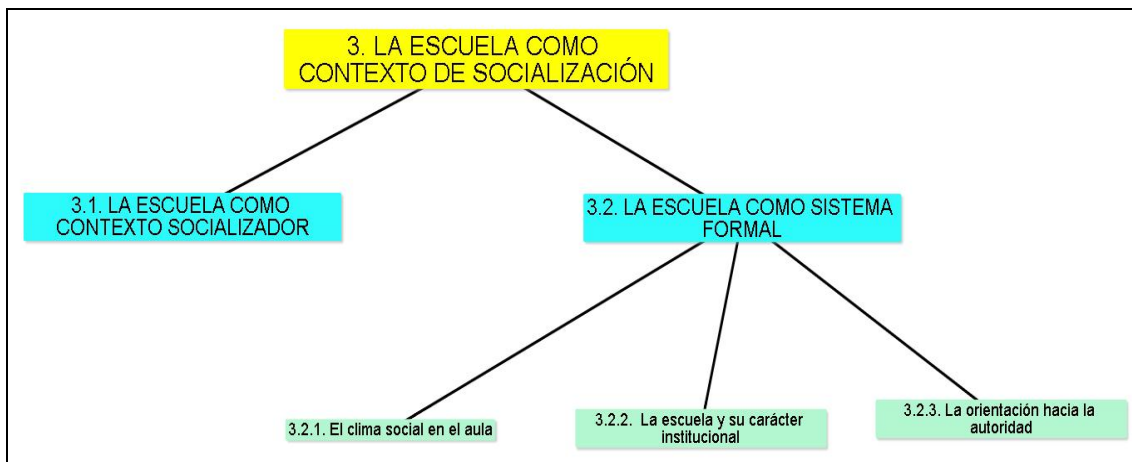 3. LA ESCUELA COMO
CONTEXTO DE SOCIALIZACIÓN
3.1. LA ESCUELA COMO
CONTEXTO SOCIALIZADOR
3.2. LA ESCUELA COMO SISTEMA
FORMAL
3.2.1. El clima social en el aula
3.2.2. La escuela y su carácter
institucional
3.2.3. La orientación hacia la
autoridad